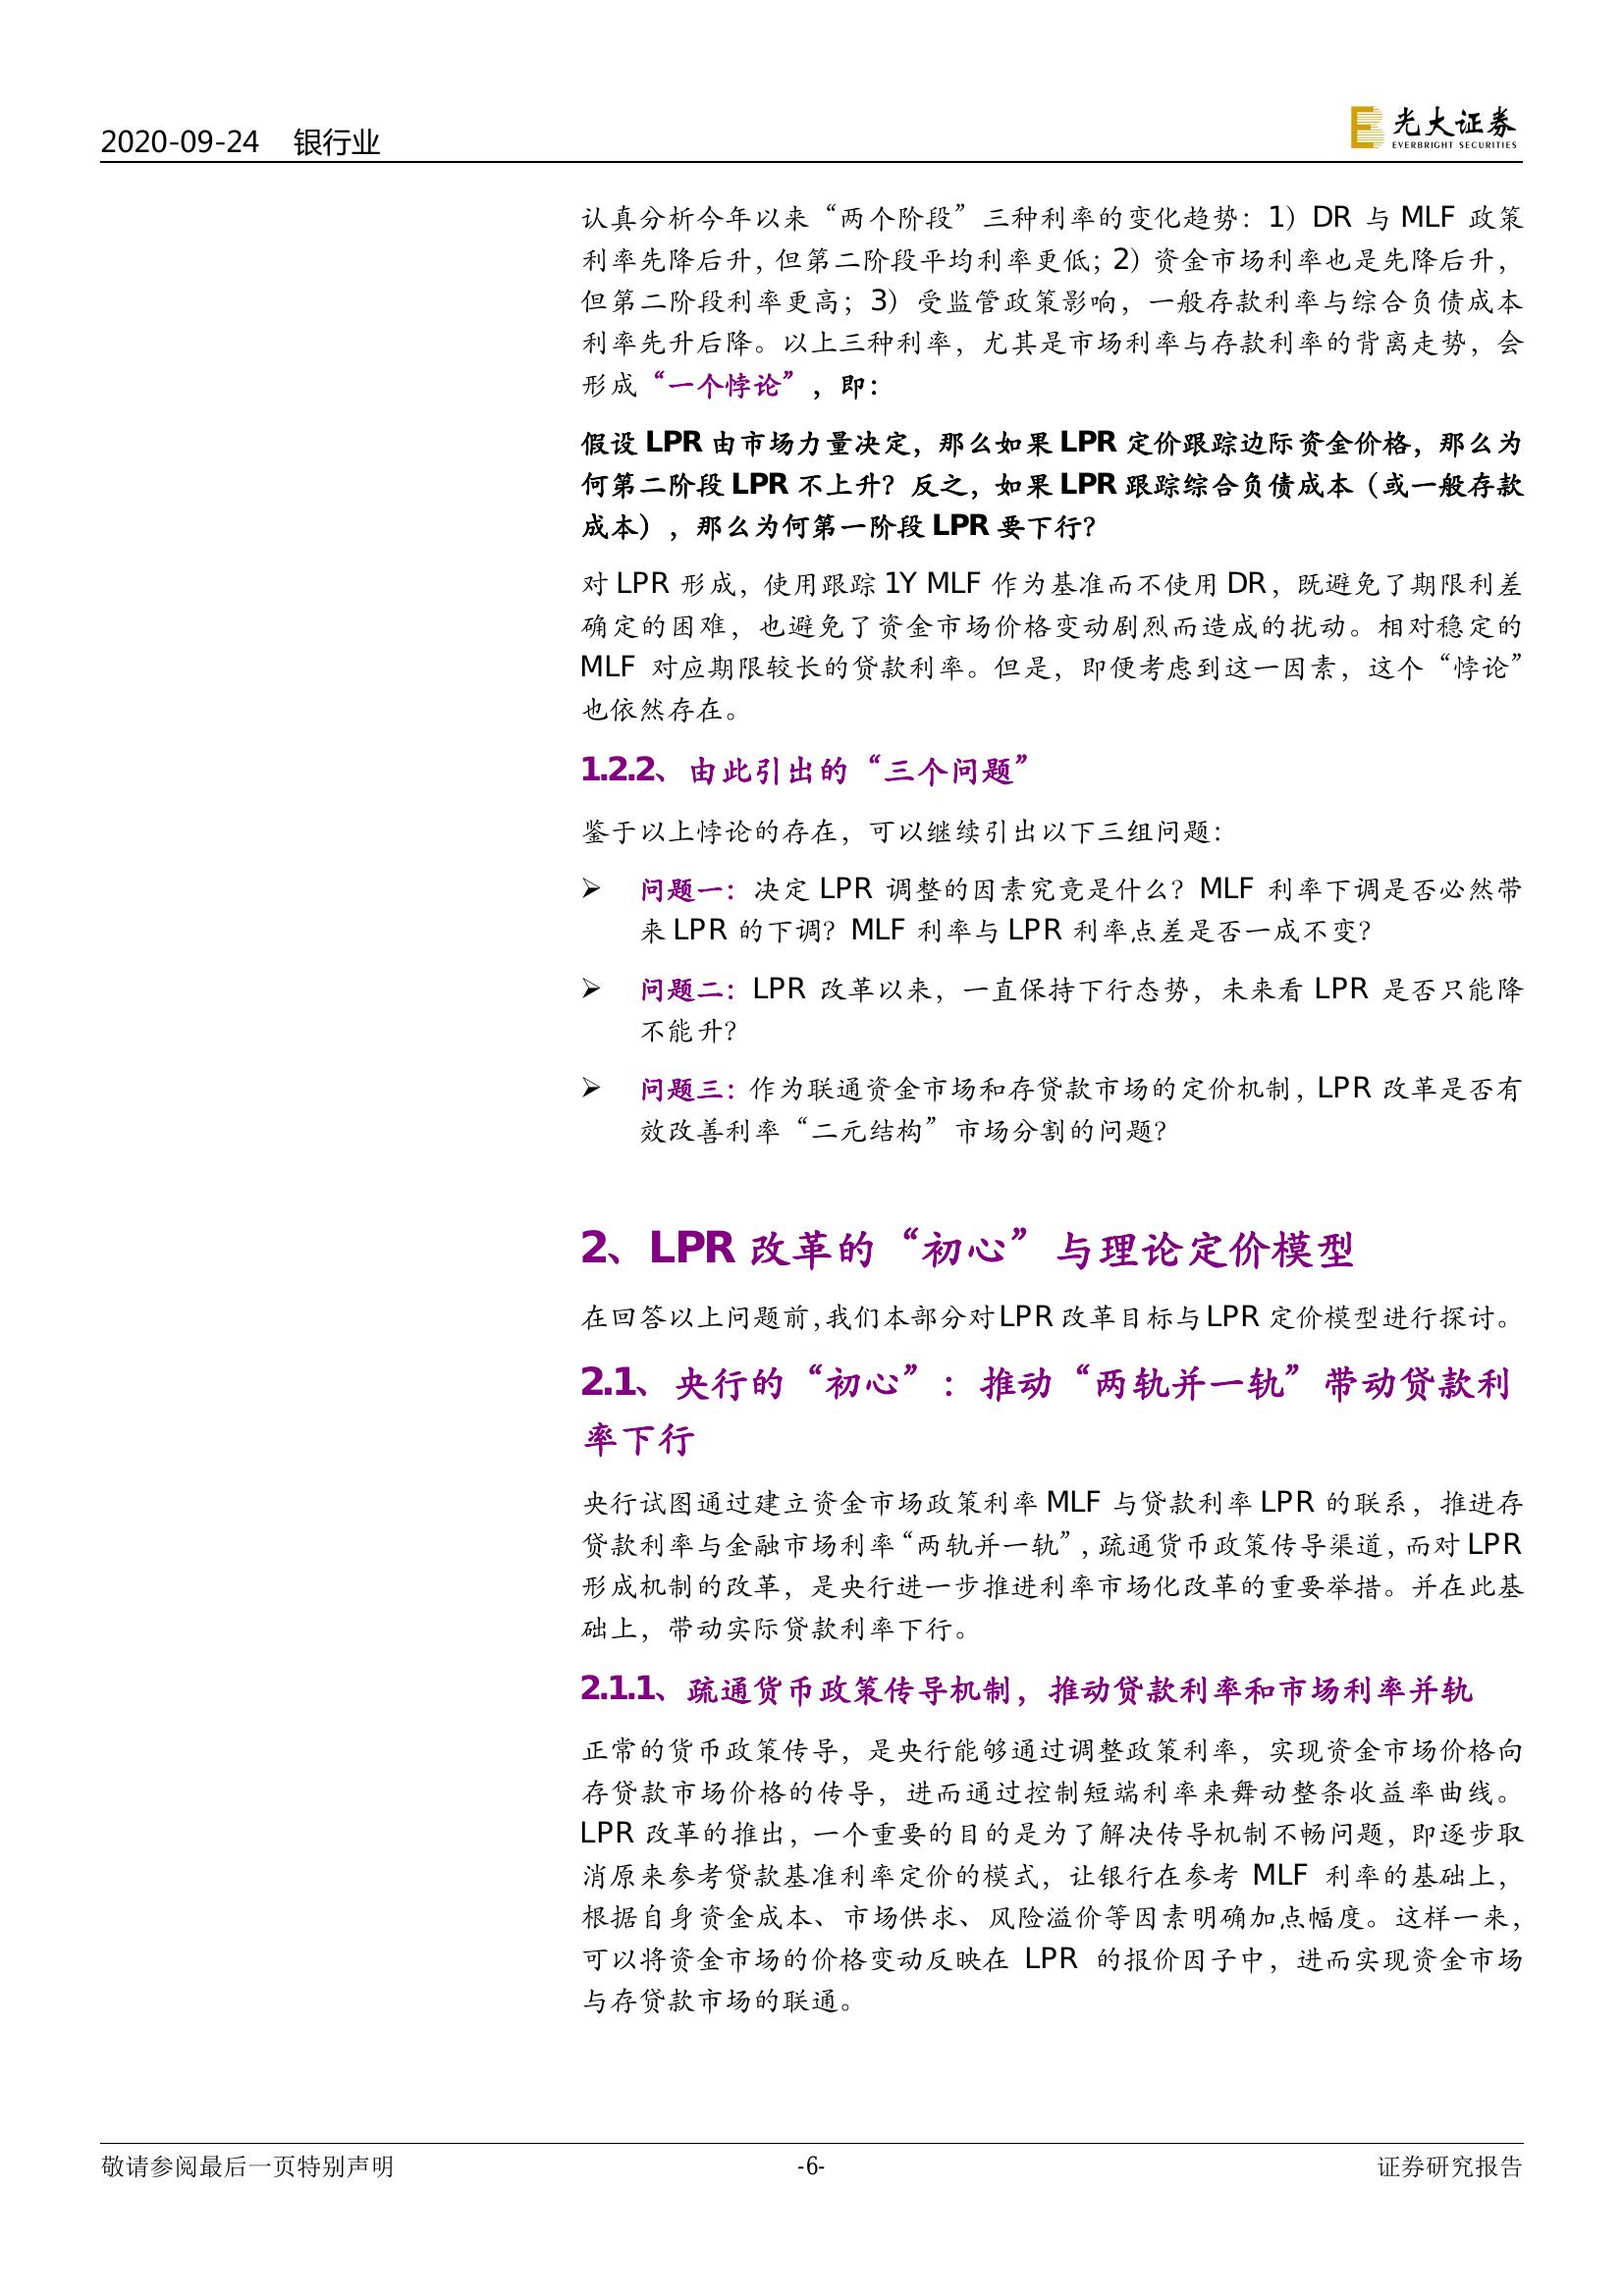 2020-09-24 银行业
光大证券
EVERBRIGHT SECURITIES
认真分析今年以来“两个阶段”三种利率的变化趋势：1）DR 与 MLF 政策
利率先降后升，但第二阶段平均利率更低；2）资金市场利率也是先降后升，
但第二阶段利率更高；3）受监管政策影响，一般存款利率与综合负债成本
利率先升后降。以上三种利率，尤其是市场利率与存款利率的背离走势，会
形成“一个悖论”，即：
假设 LPR 由市场力量决定，那么如果 LPR 定价跟踪边际资金价格，那么为
何第二阶段 LPR 不上升？反之，如果 LPR 跟踪综合负债成本（或一般存款
成本），那么为何第一阶段 LPR 要下行？
对 LPR 形成，使用跟踪 1Y MLF 作为基准而不使用 DR，既避免了期限利差
确定的困难，也避免了资金市场价格变动剧烈而造成的扰动。相对稳定的
MLF 对应期限较长的贷款利率。但是，即便考虑到这一因素，这个“悖论”
也依然存在。
1.2.2、由此引出的“三个问题”
鉴于以上悖论的存在，可以继续引出以下三组问题：
➢ 问题一：决定 LPR 调整的因素究竟是什么？MLF 利率下调是否必然带
来 LPR 的下调？MLF 利率与 LPR 利率点差是否一成不变？
➢ 问题二：LPR 改革以来，一直保持下行态势，未来看 LPR 是否只能降
不能升？
➢ 问题三：作为联通资金市场和存贷款市场的定价机制，LPR 改革是否有
效改善利率“二元结构”市场分割的问题？
2、LPR 改革的“初心”与理论定价模型
在回答以上问题前，我们本部分对 LPR 改革目标与 LPR 定价模型进行探讨。
2.1、央行的“初心”：推动“两轨并一轨”带动贷款利
率下行
央行试图通过建立资金市场政策利率 MLF 与贷款利率 LPR 的联系，推进存
贷款利率与金融市场利率“两轨并一轨”，疏通货币政策传导渠道，而对 LPR
形成机制的改革，是央行进一步推进利率市场化改革的重要举措。并在此基
础上，带动实际贷款利率下行。
2.1.1、疏通货币政策传导机制，推动贷款利率和市场利率并轨
正常的货币政策传导，是央行能够通过调整政策利率，实现资金市场价格向
存贷款市场价格的传导，进而通过控制短端利率来舞动整条收益率曲线。
LPR 改革的推出，一个重要的目的是为了解决传导机制不畅问题，即逐步取
消原来参考贷款基准利率定价的模式，让银行在参考 MLF 利率的基础上，
根据自身资金成本、市场供求、风险溢价等因素明确加点幅度。这样一来，
可以将资金市场的价格变动反映在 LPR 的报价因子中，进而实现资金市场
与存贷款市场的联通。
敬请参阅最后一页特别声明 -6- 证券研究报告